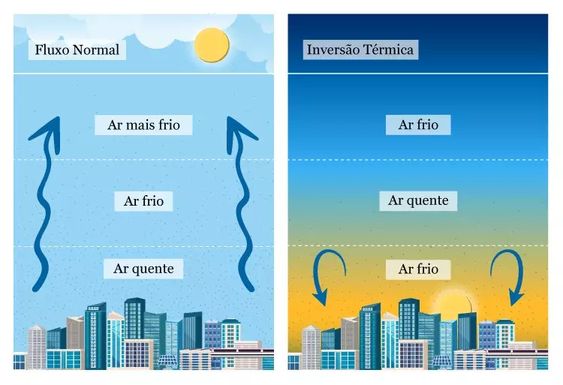 Fluxo Normal
Ar mais frio
Ar frio
Ar quente
Inversão Térmica
Ar frio
Ar quente
Ar frio